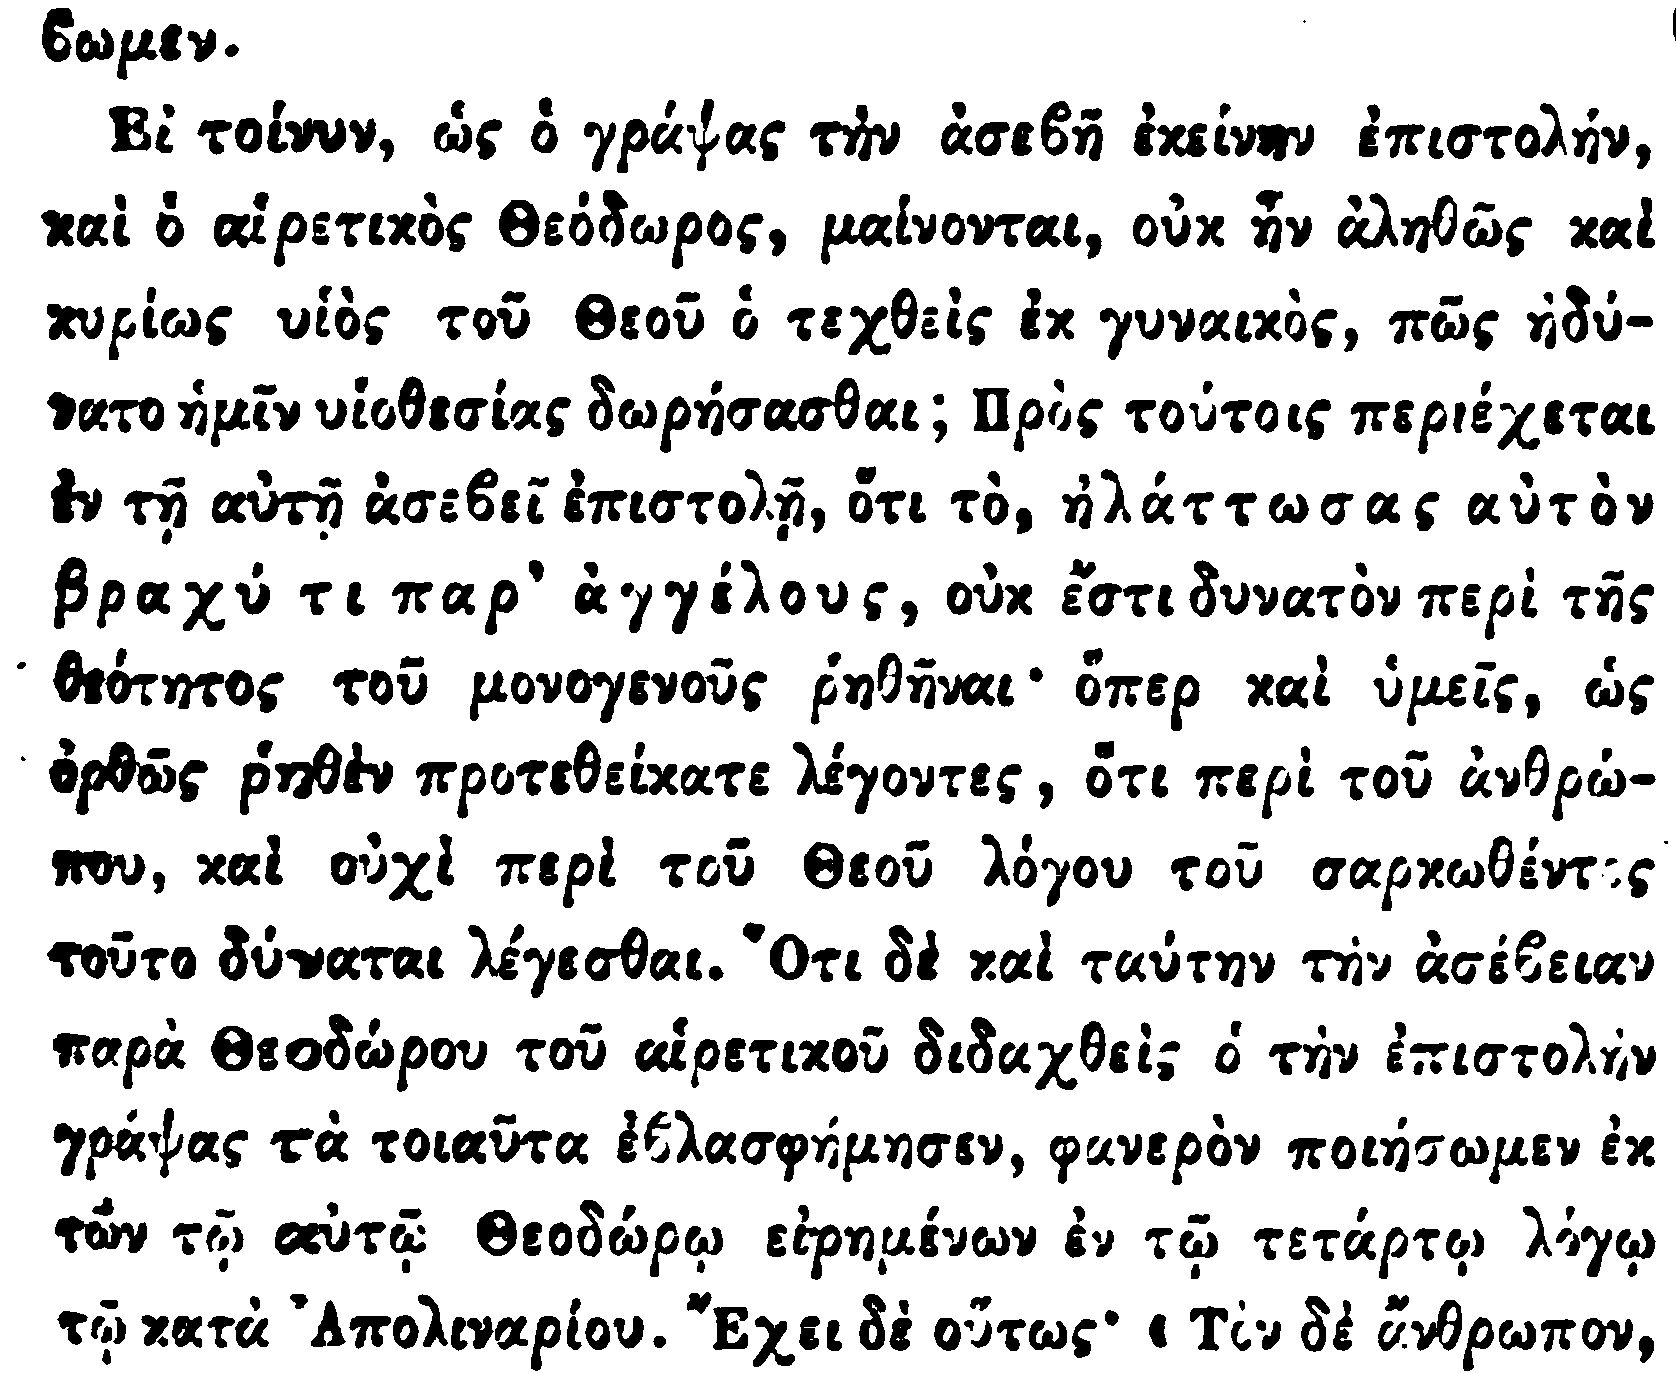 βωμεν.
Εἰ τοίνυν, ὡς ὁ γράψας τὴν ἀσεβῆ ἐκείνην ἐπιστολήν,
καὶ ὁ αἱρετικὸς Θεόδωρος, μαίνονται, οὐκ ἦν ἀληθῶς καὶ
κυρίως υἱὸς τοῦ Θεοῦ ὁ τεχθεὶς ἐκ γυναικὸς, πῶς ἠδύ-
νατο ἡμῖν υἱοθεσίας δωρήσασθαι; Πρὸς τούτοις περιέχεται
ἐν τῇ αὐτῇ ἀσεβεῖ ἐπιστολῇ, ὅτι τὸ, ἠλάττωσας αὐτὸν
βραχύ τι παρ' ἀγγέλους, οὐκ ἔστι δυνατὸν περὶ τῆς
θεότητος τοῦ μονογενοῦς ῥηθῆναι· ὅπερ καὶ ὑμεῖς, ὡς
ὀρθῶς ῥηθὲν προτεθείκατε λέγοντες, ὅτι περὶ τοῦ ἀνθρώ-
που, καὶ οὐχὶ περὶ τοῦ Θεοῦ λόγου τοῦ σαρκωθέντος
τοῦτο δύναται λέγεσθαι. Ὅτι δὲ καὶ ταύτην τὴν ἀσέβειαν
παρὰ Θεοδώρου τοῦ αἱρετικοῦ διδαχθεὶς ὁ τὴν ἐπιστολὴν
γράψας τὰ τοιαῦτα ἐβλασφήμησεν, φανερὸν ποιήσωμεν ἐκ
τῶν τῷ αὐτῷ Θεοδώρῳ εἰρημένων ἐν τῷ τετάρτῳ λόγῳ
τῷ κατὰ Ἀπολιναρίου. Ἔχει δὲ οὕτως· « Τὸν δὲ ἄνθρωπον,